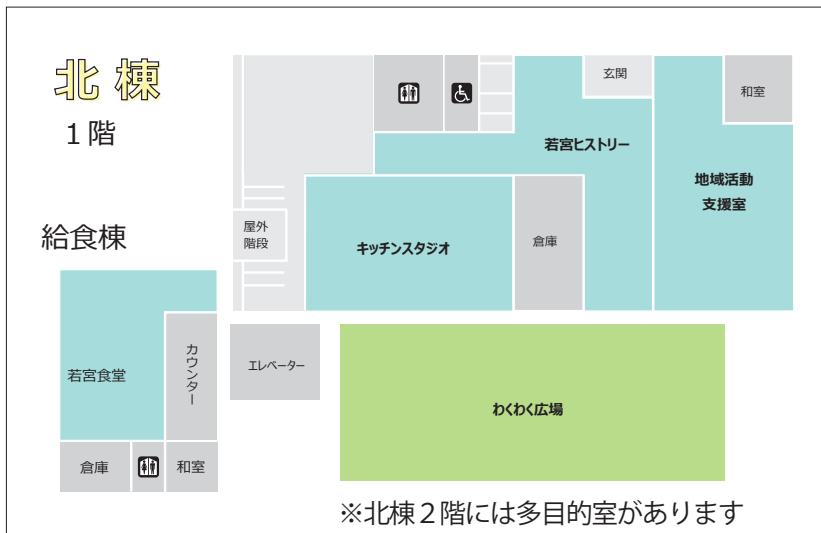 北棟
1階
玄関
和室
若宮ヒストリー
地域活動
支援室
屋外
階段
キッチンスタジオ
倉庫
給食棟
若宮食堂
カウンター
エレベーター
わくわく広場
倉庫
和室
※北棟2階には多目的室があります